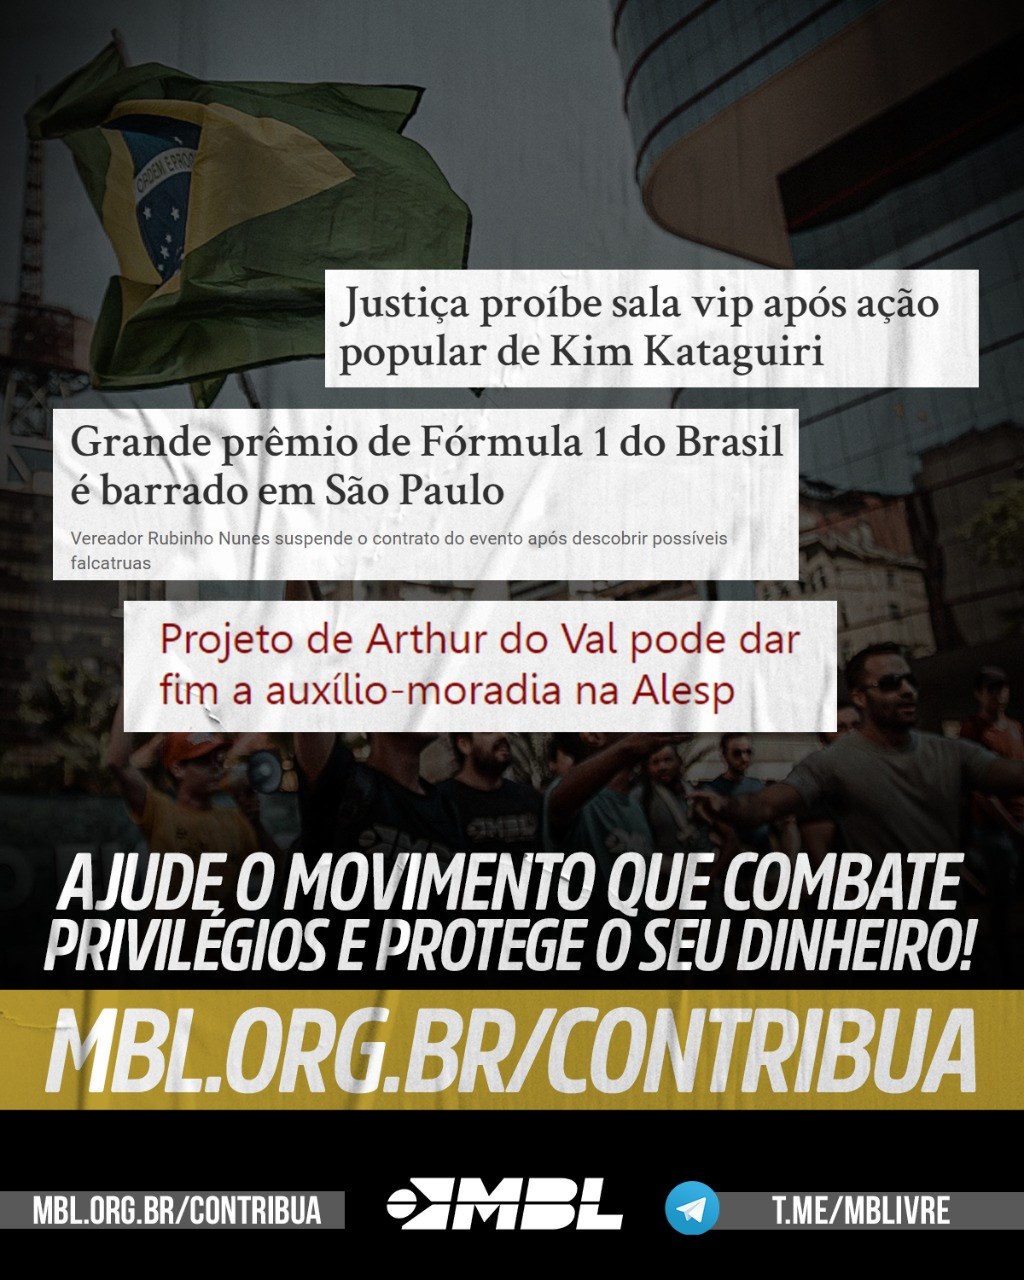 ORDEM E PRO
Justiça proíbe sala vip após ação
popular de Kim Kataguiri
Grande prêmio de Fórmula 1 do Brasil
é barrado em São Paulo
Vereador Rubinho Nunes suspende o contrato do evento após descobrir possíveis
falcatruas
Projeto de Arthur do Val pode dar
fim a auxílio-moradia na Alesp
MBL
AJUDE O MOVIMENTO QUE COMBATE
PRIVILÉGIOS E PROTEGE O SEU DINHEIRO!
MBL.ORG.BR/CONTRIBUA
MBL.ORG.BR/CONTRIBUA
MBL
T.ME/MBLIVRE